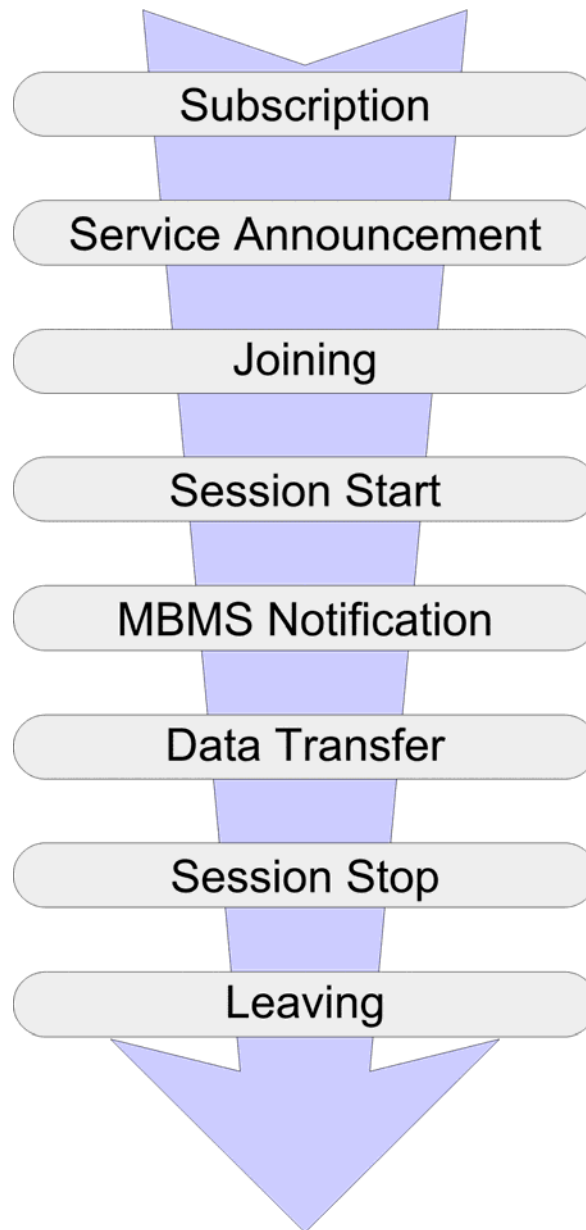 Subscription
Service Announcement
Joining
Session Start
MBMS Notification
Data Transfer
Session Stop
Leaving